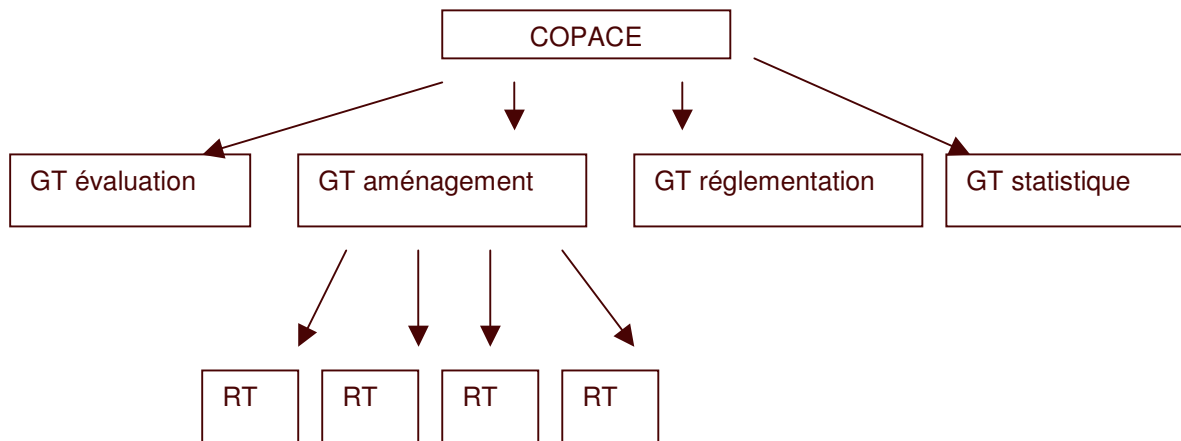 COPACE
GT évaluation
GT aménagement
GT réglementation
GT statistique
RT
RT
RT
RT